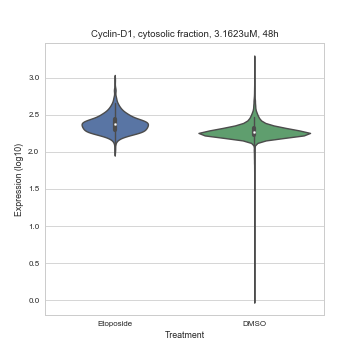 Cyclin-D1, cytosolic fraction, 3.1623uM, 48h
3.0
2.5
2.0
1.5
1.0
0.5
0.0
Expression (log10)
Etoposide
DMSO
Treatment